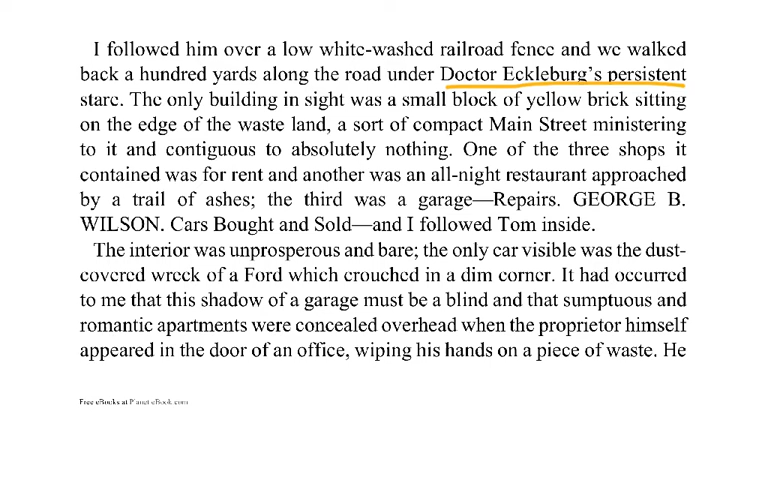 I followed him over a low white-washed railroad fence and we walked
back a hundred yards along the road under Doctor Eckleburg's persistent
stare. The only building in sight was a small block of yellow brick sitting
on the edge of the waste land, a sort of compact Main Street ministering
to it and contiguous to absolutely nothing. One of the three shops it
contained was for rent and another was an all-night restaurant approached
by a trail of ashes; the third was a garage—Repairs. GEORGE B.
WILSON. Cars Bought and Sold—and I followed Tom inside.
The interior was unprosperous and bare; the only car visible was the dust-
covered wreck of a Ford which crouched in a dim corner. It had occurred
to me that this shadow of a garage must be a blind and that sumptuous and
romantic apartments were concealed overhead when the proprietor himself
appeared in the door of an office, wiping his hands on a piece of waste. He
Free eBooks at Planet eBook.com